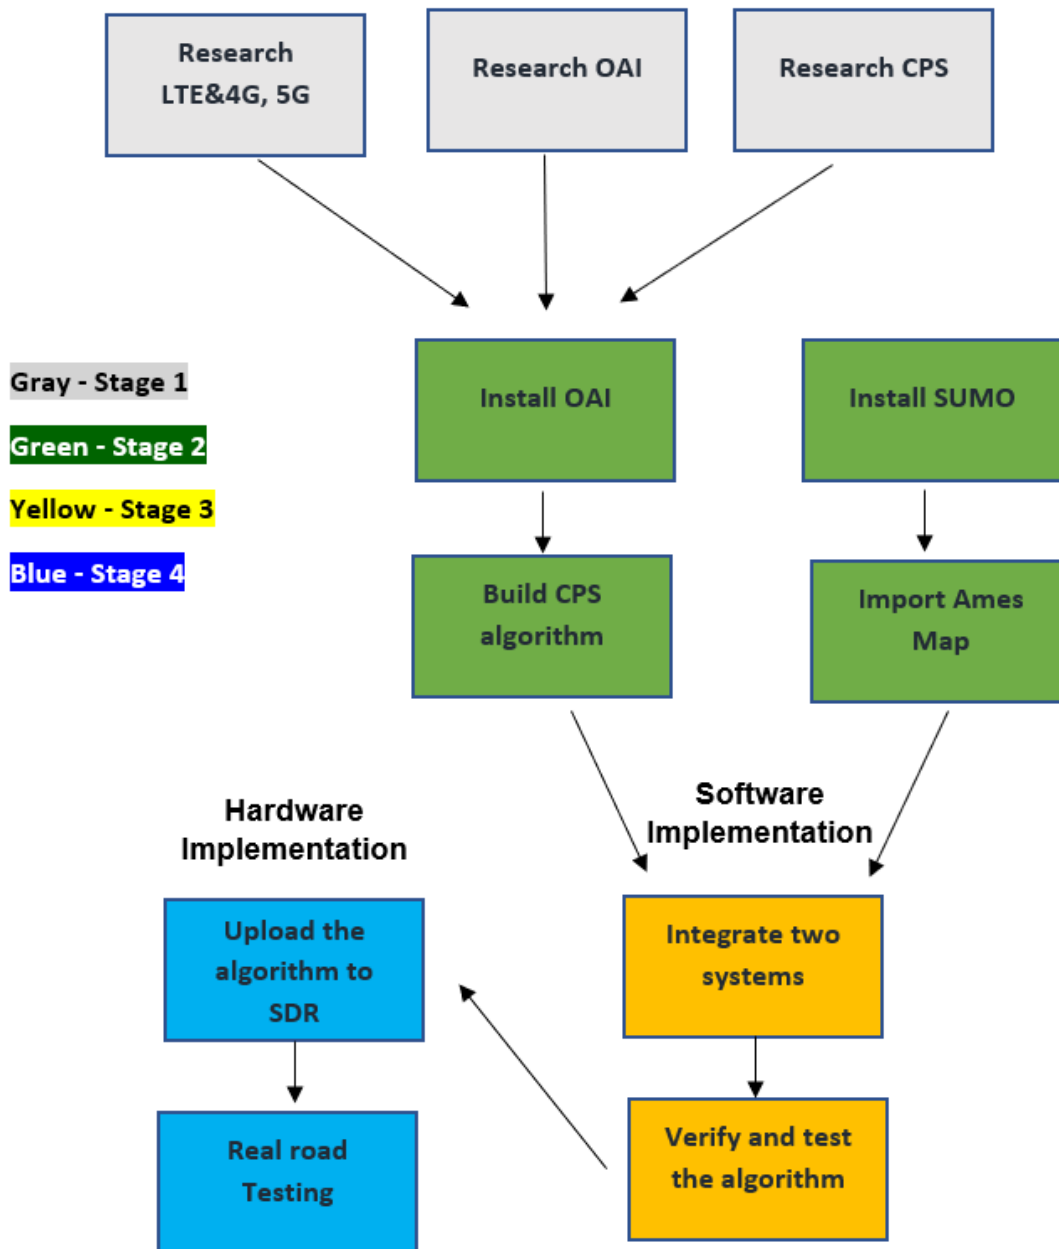 Research
LTE&4G, 5G
Research OAI
Research CPS
Gray - Stage 1
Green - Stage 2
Yellow - Stage 3
Blue - Stage 4
Install OAI
Install SUMO
Build CPS
algorithm
Import Ames
Map
Hardware
Implementation
Software
Implementation
Upload the
algorithm to
SDR
Integrate two
systems
Real road
Testing
Verify and test
the algorithm